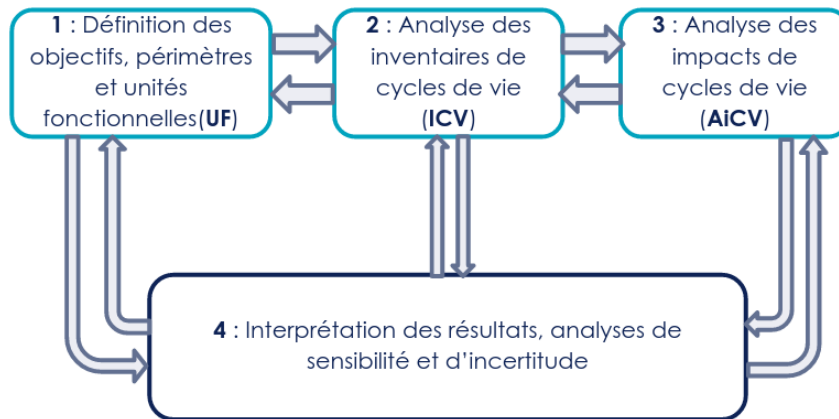 1 : Définition des
objectifs, périmètres
et unités
fonctionnelles(UF)
2 : Analyse des
inventaires de
cycles de vie
(ICV)
3 : Analyse des
impacts de
cycles de vie
(AiCV)
4 : Interprétation des résultats, analyses de
sensibilité et d’incertitude